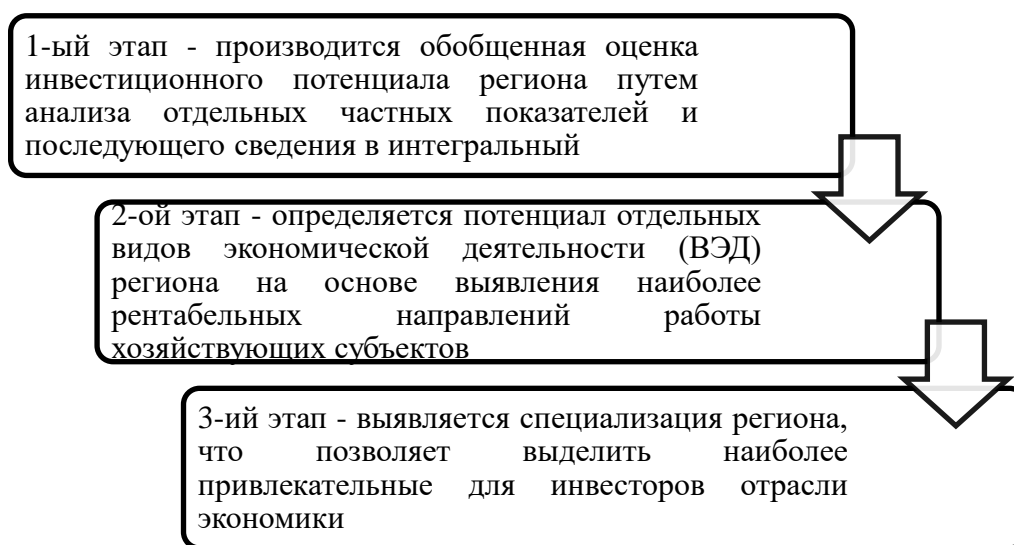 1-ый этап - производится обобщенная оценка
инвестиционного потенциала региона путем
анализа отдельных частных показателей и
последующего сведения в интегральный
2-ой этап - определяется потенциал отдельных
видов экономической деятельности (ВЭД)
региона на основе выявления наиболее
рентабельных направлений работы
хозяйствующих субъектов
3-ий этап - выявляется специализация региона,
что позволяет выделить наиболее
привлекательные для инвесторов отрасли
экономики